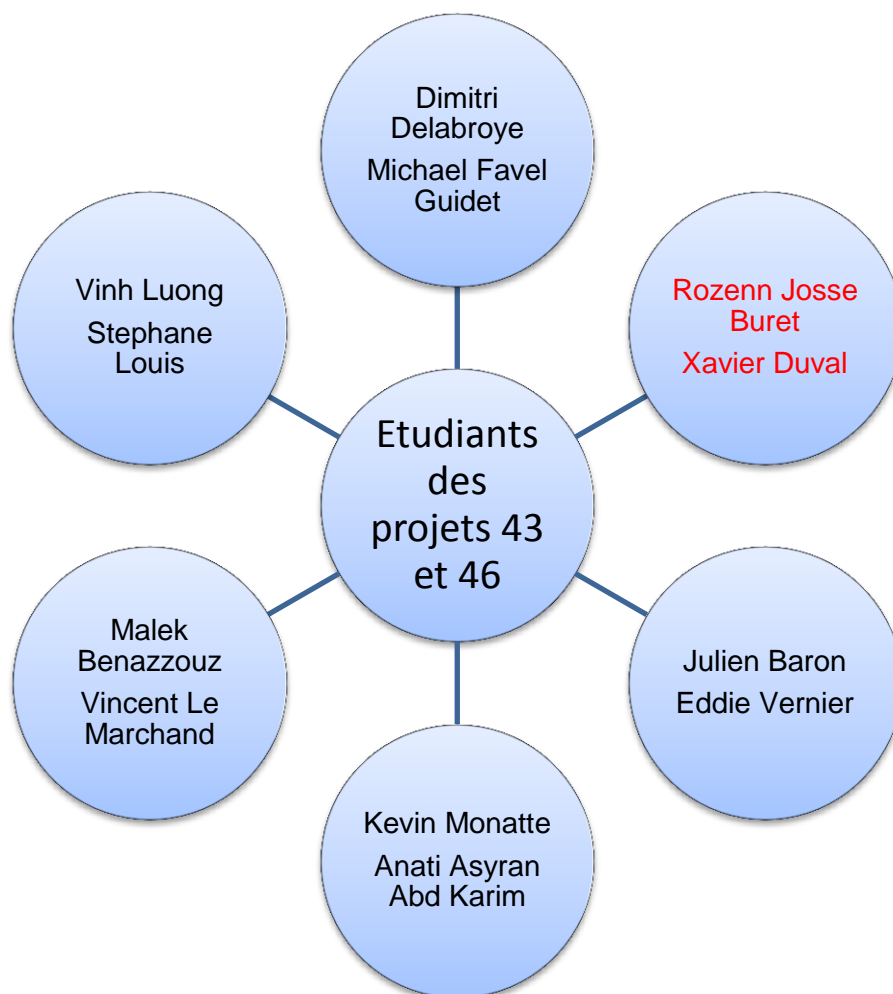 Dimitri
Delabroye
Michael Favel
Guidet
Vinh Luong
Stephane
Louis
Rozenn Josse
Buret
Xavier Duval
Etudiants
des
projets 43
et 46
Malek
Benazzouz
Vincent Le
Marchand
Julien Baron
Eddie Vernier
Kevin Monatte
Anati Asyran
Abd Karim